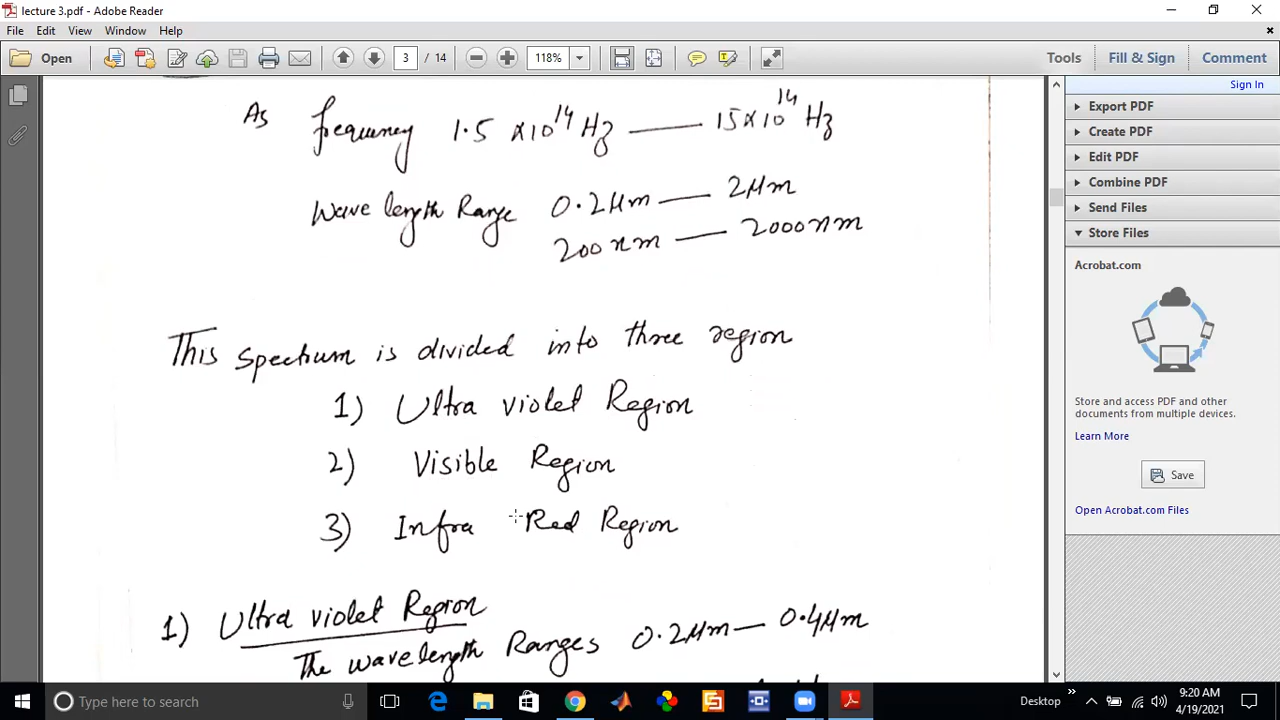 lecture 3.pdf - Adobe Reader
File Edit View Window Help
Open 3 / 14 118% Tools Fill & Sign Comment
Sign In
Export PDF
Create PDF
Edit PDF
Combine PDF
Send Files
Store Files
Acrobat.com
Store and access PDF and other
documents from multiple devices.
Learn More
Save
Open Acrobat.com Files
As frequency 1.5 x10^14 Hz — 15x10^14 Hz
Wave length Range 0.2 μm — 2μm
200 nm — 2000nm
This spectrum is divided into three region
1) Ultra violet Region
2) Visible Region
3) Infra Red Region
1) Ultra violet Region
The wavelength Ranges 0.2μm — 0.4μm
Type here to search
Desktop
9:20 AM
4/19/2021